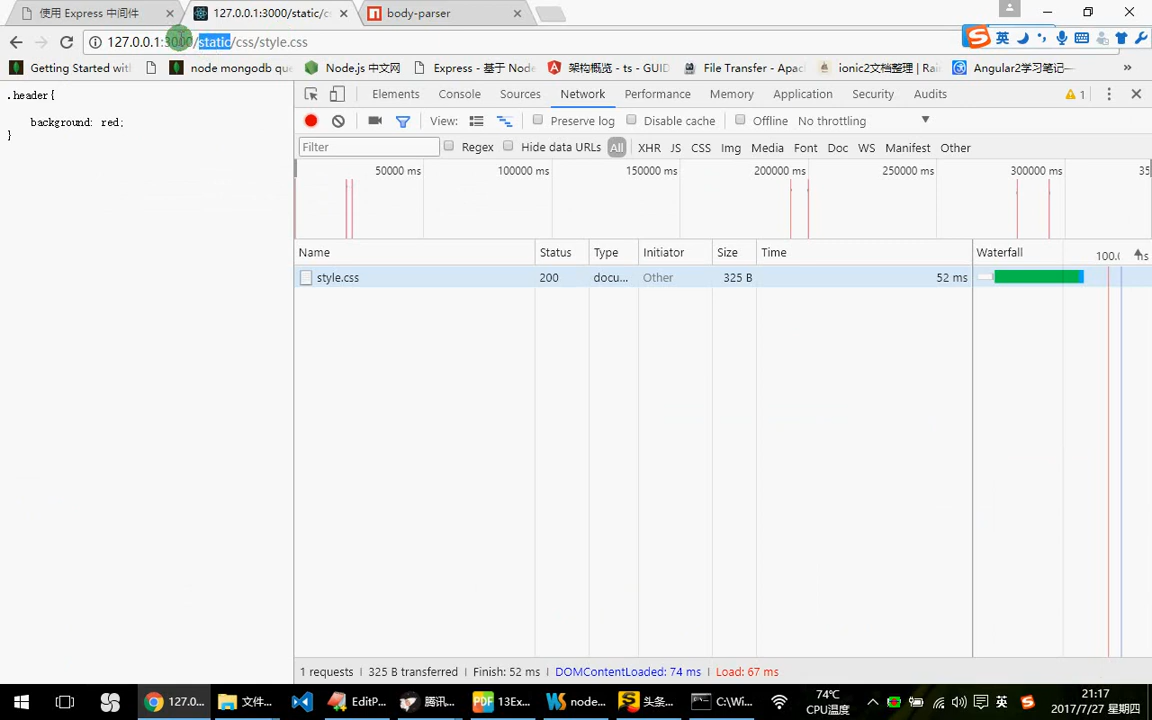 使用 Express 中间件
127.0.0.1:3000/static/c
body-parser
127.0.0.1:3000/static/css/style.css
英
Getting Started wit
node mongodb que
Node.js 中文网
Express - 基于 Node
架构概览 - ts - GUID
File Transfer - Apac
ionic2文档整理 | Rai
Angular2学习笔记一
»
.header{
background: red;
}
Elements Console Sources Network Performance Memory Application Security Audits 1
View: Preserve log Disable cache Offline No throttling
Filter Regex Hide data URLs All XHR JS CSS Img Media Font Doc WS Manifest Other
50000 ms 100000 ms 150000 ms 200000 ms 250000 ms 300000 ms 35
Name Status Type Initiator Size Time Waterfall 100.
style.css 200 docu... Other 325 B 52 ms
1 requests | 325 B transferred | Finish: 52 ms | DOMContentLoaded: 74 ms | Load: 67 ms
127.0...
文件...
EditP...
腾讯...
13Ex...
node...
头条...
C:\Wi...
74℃
CPU温度
英
21:17
2017/7/27 星期四